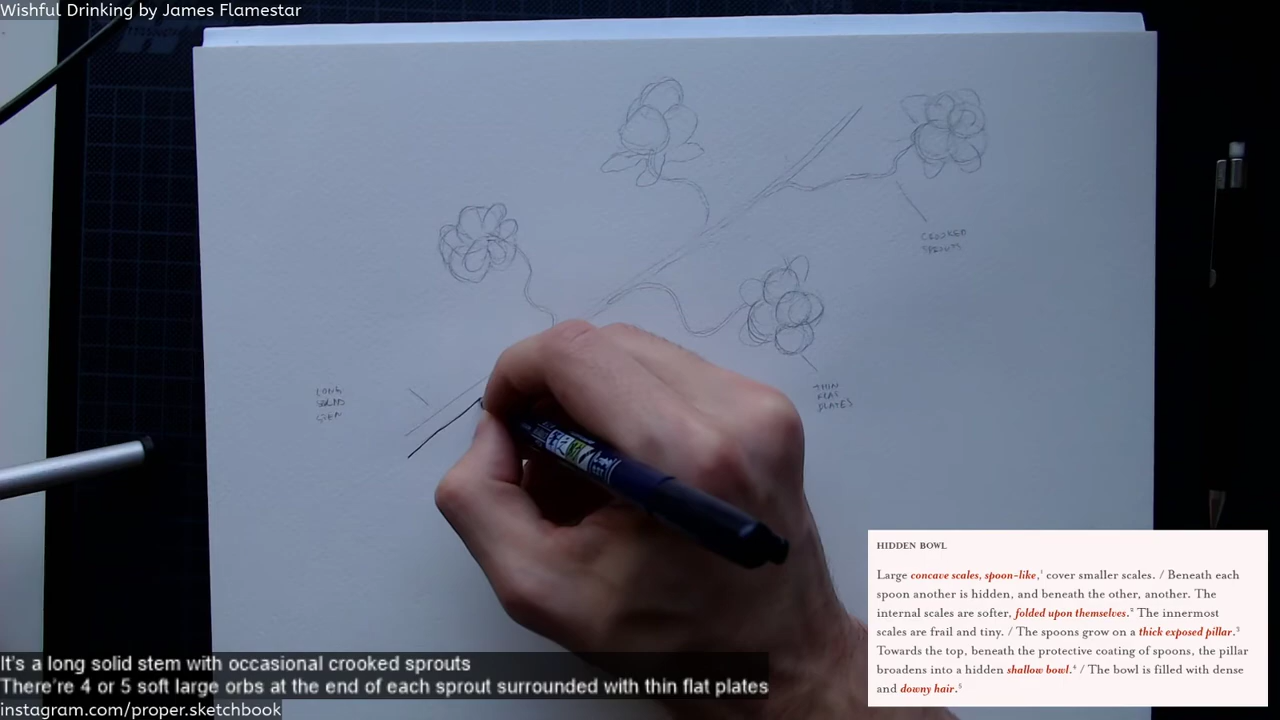 Wishful Drinking by James Flamestar
CROOKED
SPROUTS
LONG
SOLID
STEM
THIN
FLAT
PLATES
HIDDEN BOWL
Large concave scales, spoon-like,¹ cover smaller scales. / Beneath each
spoon another is hidden, and beneath the other, another. The
internal scales are softer, folded upon themselves.² The innermost
scales are frail and tiny. / The spoons grow on a thick exposed pillar.³
Towards the top, beneath the protective coating of spoons, the pillar
broadens into a hidden shallow bowl.⁴ / The bowl is filled with dense
and downy hair.⁵
It's a long solid stem with occasional crooked sprouts
There're 4 or 5 soft large orbs at the end of each sprout surrounded with thin flat plates
instagram.com/proper.sketchbook